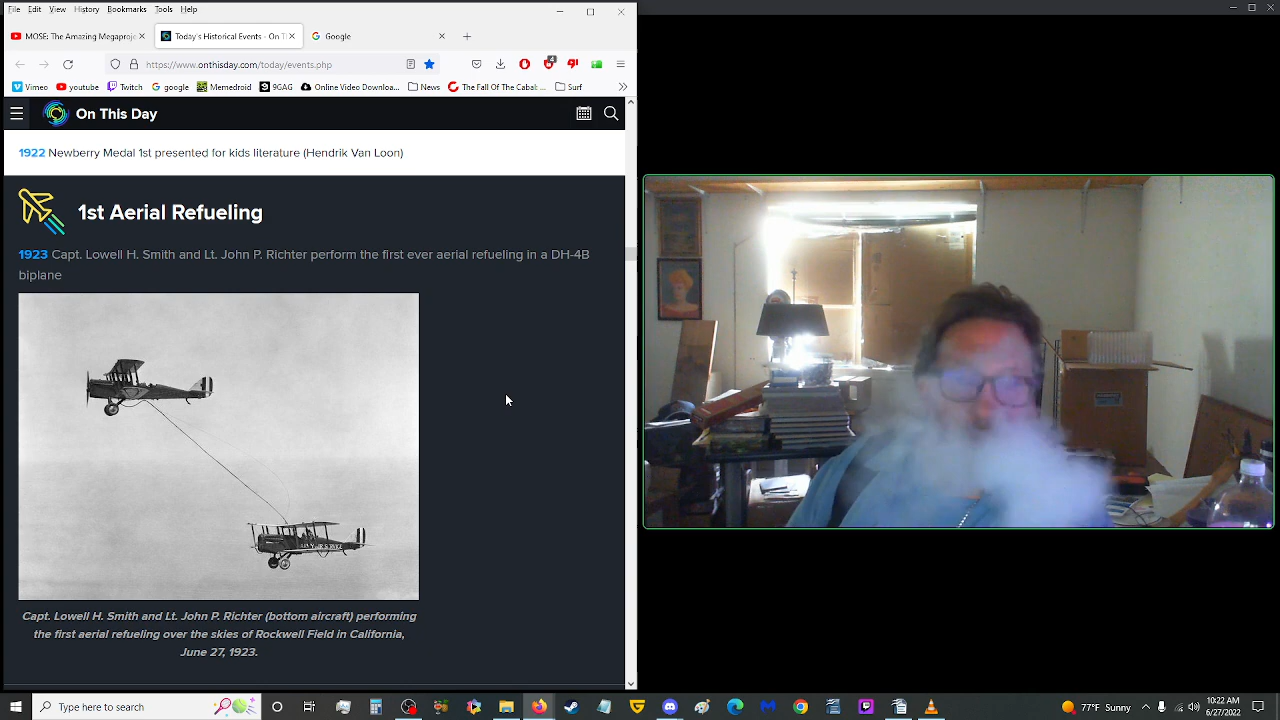 File Edit View History Bookmarks Tools Help
MOSE: The Amazing Megaproje
Today's Historical Events - On Tl
Google
https://www.onthisday.com/today/events.php
4
Vimeo youtube Twitch google Memedroid 9GAG Online Video Downloa... News The Fall Of The Cabal:... Surf
On This Day
1922 Newberry Medal 1st presented for kids literature (Hendrik Van Loon)
1st Aerial Refueling
1923 Capt. Lowell H. Smith and Lt. John P. Richter perform the first ever aerial refueling in a DH-4B
biplane
Capt. Lowell H. Smith and Lt. John P. Richter (bottom aircraft) performing
the first aerial refueling over the skies of Rockwell Field in California,
June 27, 1923.
Type here to search
77°F Sunny
10:22 AM
6/27/2022